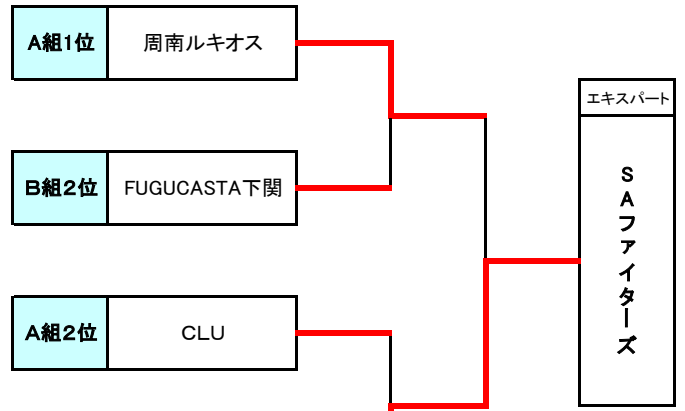 A組1位
周南ルキオス
エキスパート
SAファイターズ
B組2位
FUGUCASTA下関
A組2位
CLU